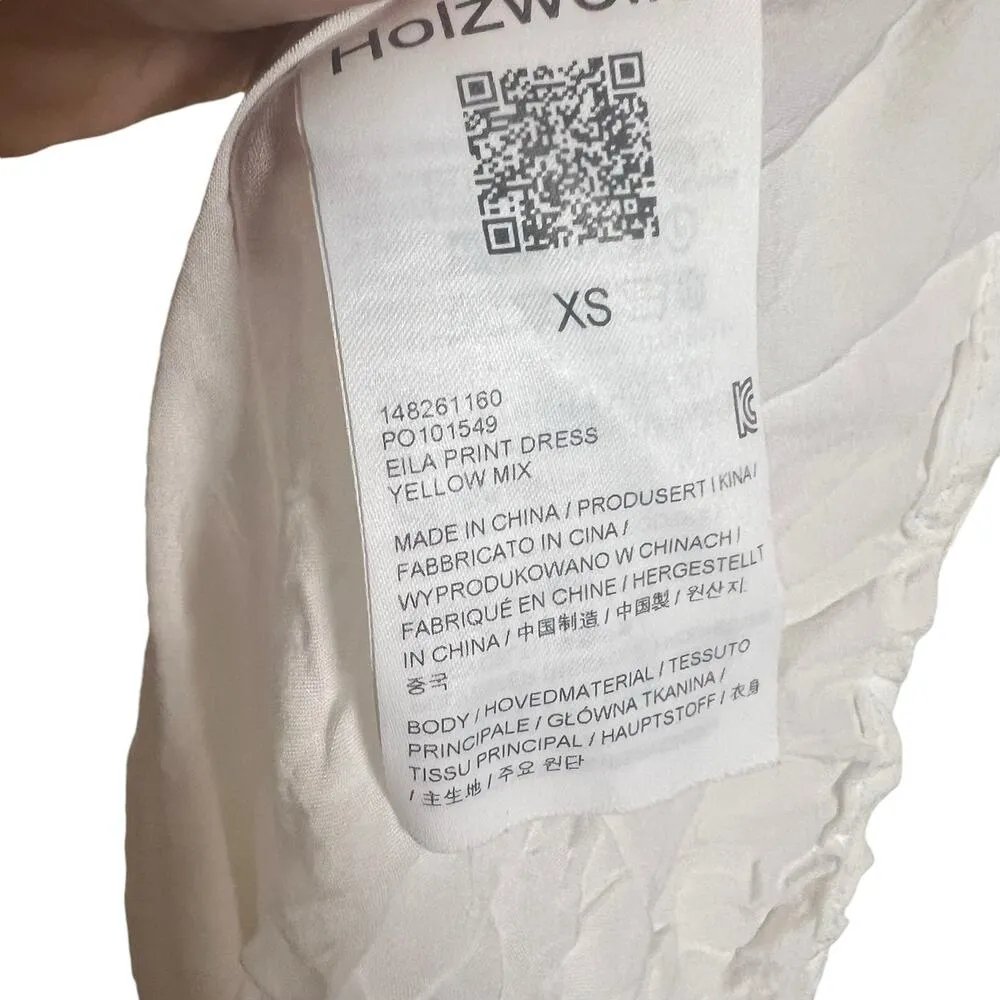 Holzwei
XS
148261160
PO101549
EILA PRINT DRESS
YELLOW MIX
MADE IN CHINA / PRODUSERT I KINA /
FABBRICATO IN CINA /
WYPRODUKOWANO W CHINACH /
FABRIQUÉ EN CHINE / HERGESTELLT
IN CHINA / 中国制造 / 中国製 / 원산지.
중국
BODY / HOVEDMATERIAL / TESSUTO
PRINCIPALE / GŁÓWNA TKANINA /
TISSU PRINCIPAL / HAUPTSTOFF / 衣身
/ 主生地 / 주요 원단